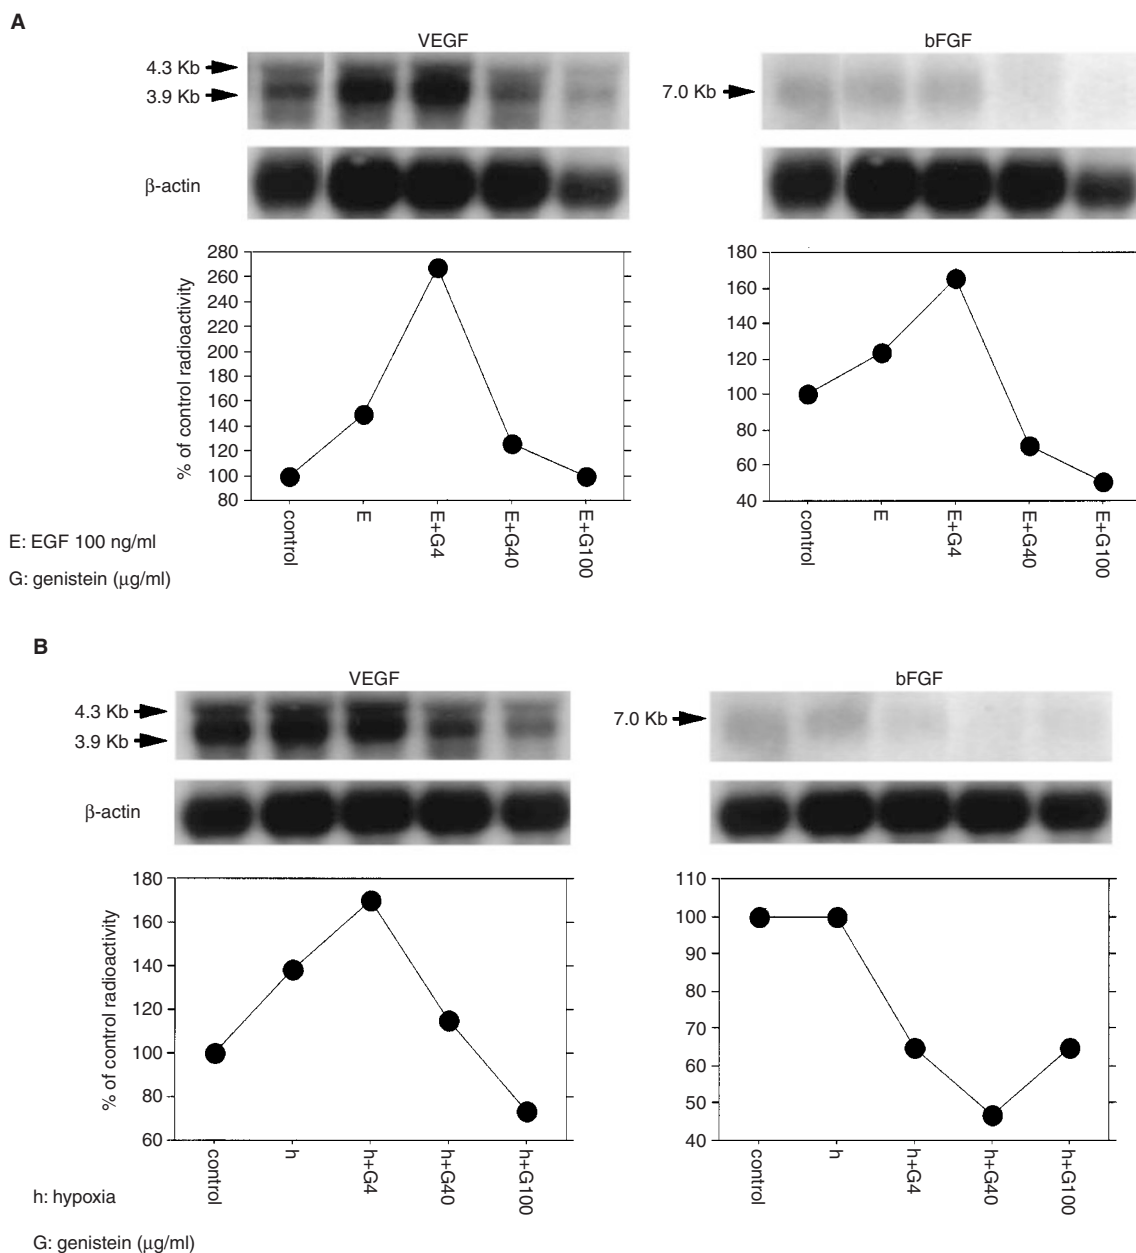 A
VEGF
bFGF
4.3 Kb
3.9 Kb
7.0 Kb
β-actin
280
260
240
220
200
180
160
140
120
100
80
% of control radioactivity
180
160
140
120
100
80
60
40
control
E
E+G4
E+G40
E+G100
control
E
E+G4
E+G40
E+G100
E: EGF 100 ng/ml
G: genistein (μg/ml)
B
VEGF
bFGF
4.3 Kb
3.9 Kb
7.0 Kb
β-actin
180
160
140
120
100
80
60
% of control radioactivity
110
100
90
80
70
60
50
40
control
h
h+G4
h+G40
h+G100
control
h
h+G4
h+G40
h+G100
h: hypoxia
G: genistein (μg/ml)